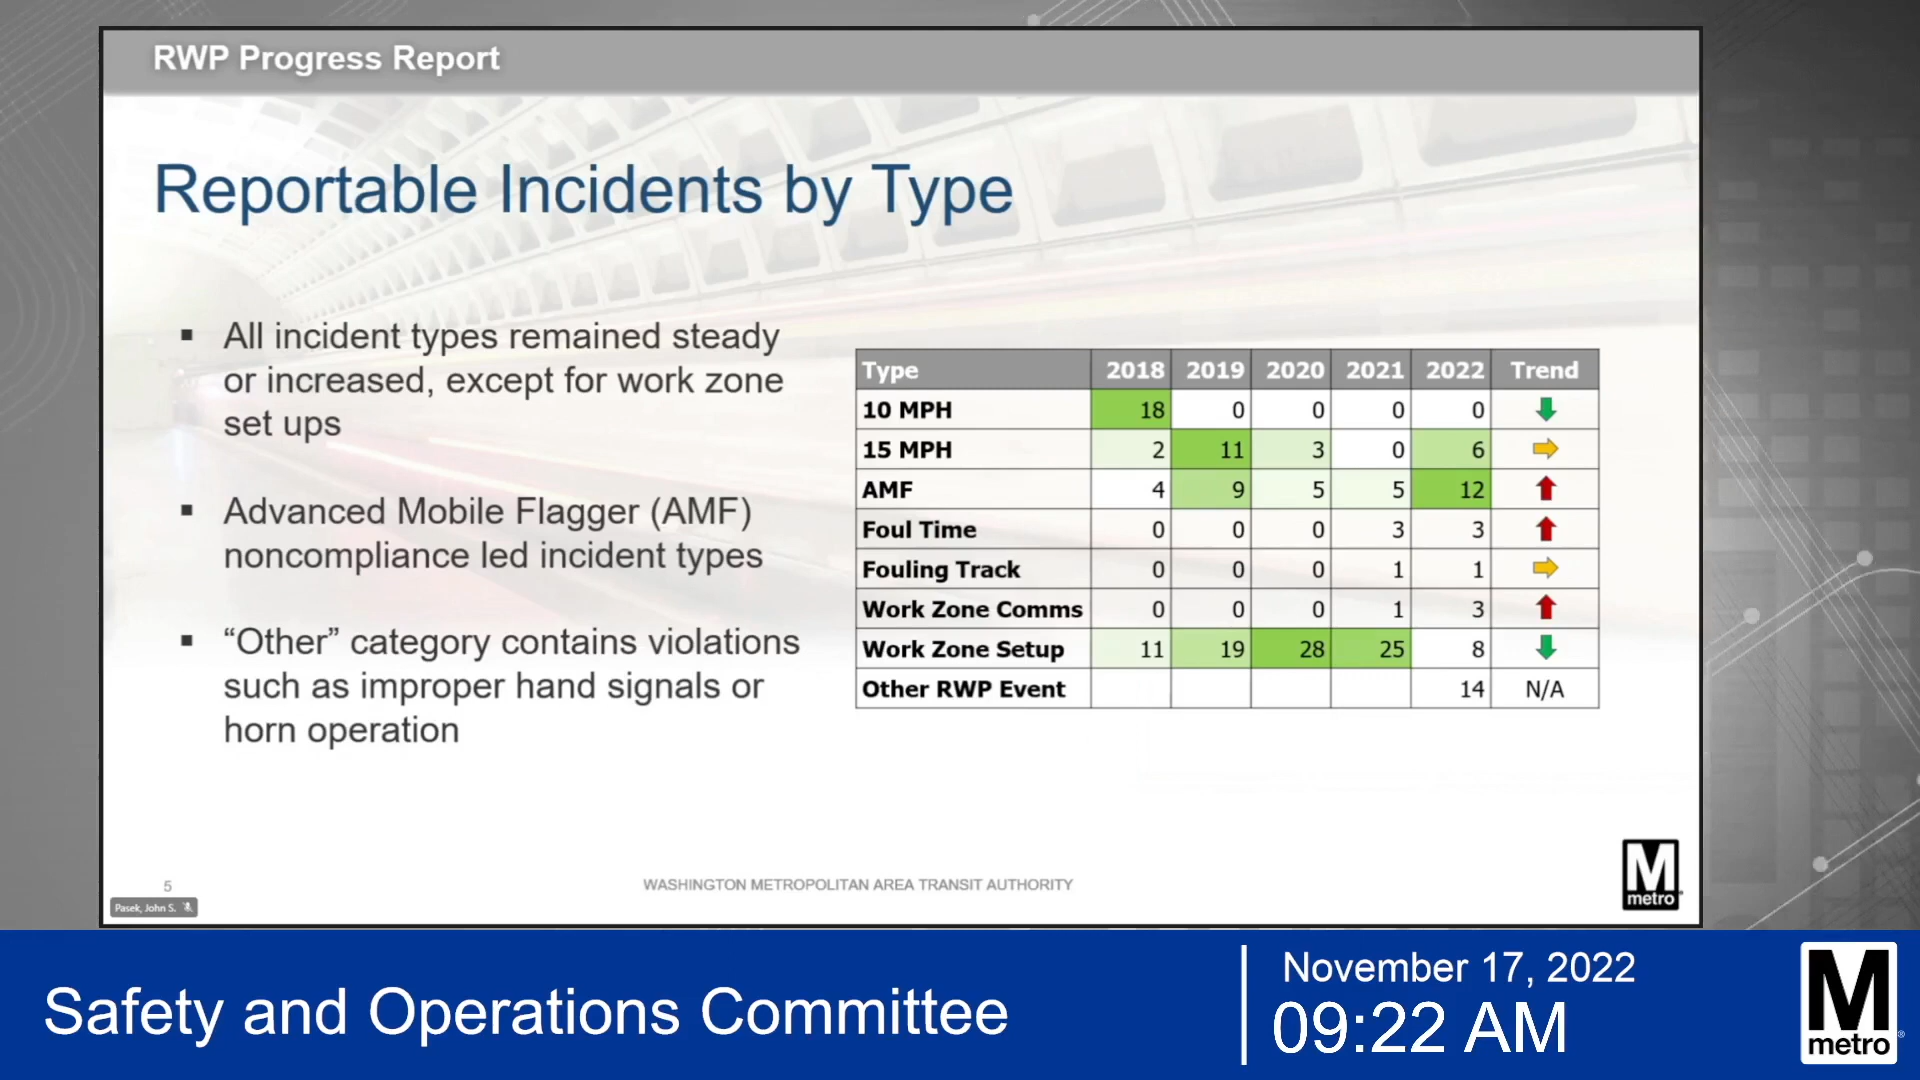 RWP Progress Report
Reportable Incidents by Type
▪ All incident types remained steady
or increased, except for work zone
set ups
▪ Advanced Mobile Flagger (AMF)
noncompliance led incident types
▪ “Other” category contains violations
such as improper hand signals or
horn operation
Type 2018 2019 2020 2021 2022 Trend
10 MPH 18 0 0 0 0
15 MPH 2 11 3 0 6
AMF 4 9 5 5 12
Foul Time 0 0 0 3 3
Fouling Track 0 0 0 1 1
Work Zone Comms 0 0 0 1 3
Work Zone Setup 11 19 28 25 8
Other RWP Event 14 N/A
5
WASHINGTON METROPOLITAN AREA TRANSIT AUTHORITY
M
metro
Pasek, John S.
Safety and Operations Committee
November 17, 2022
09:22 AM
M
metro®